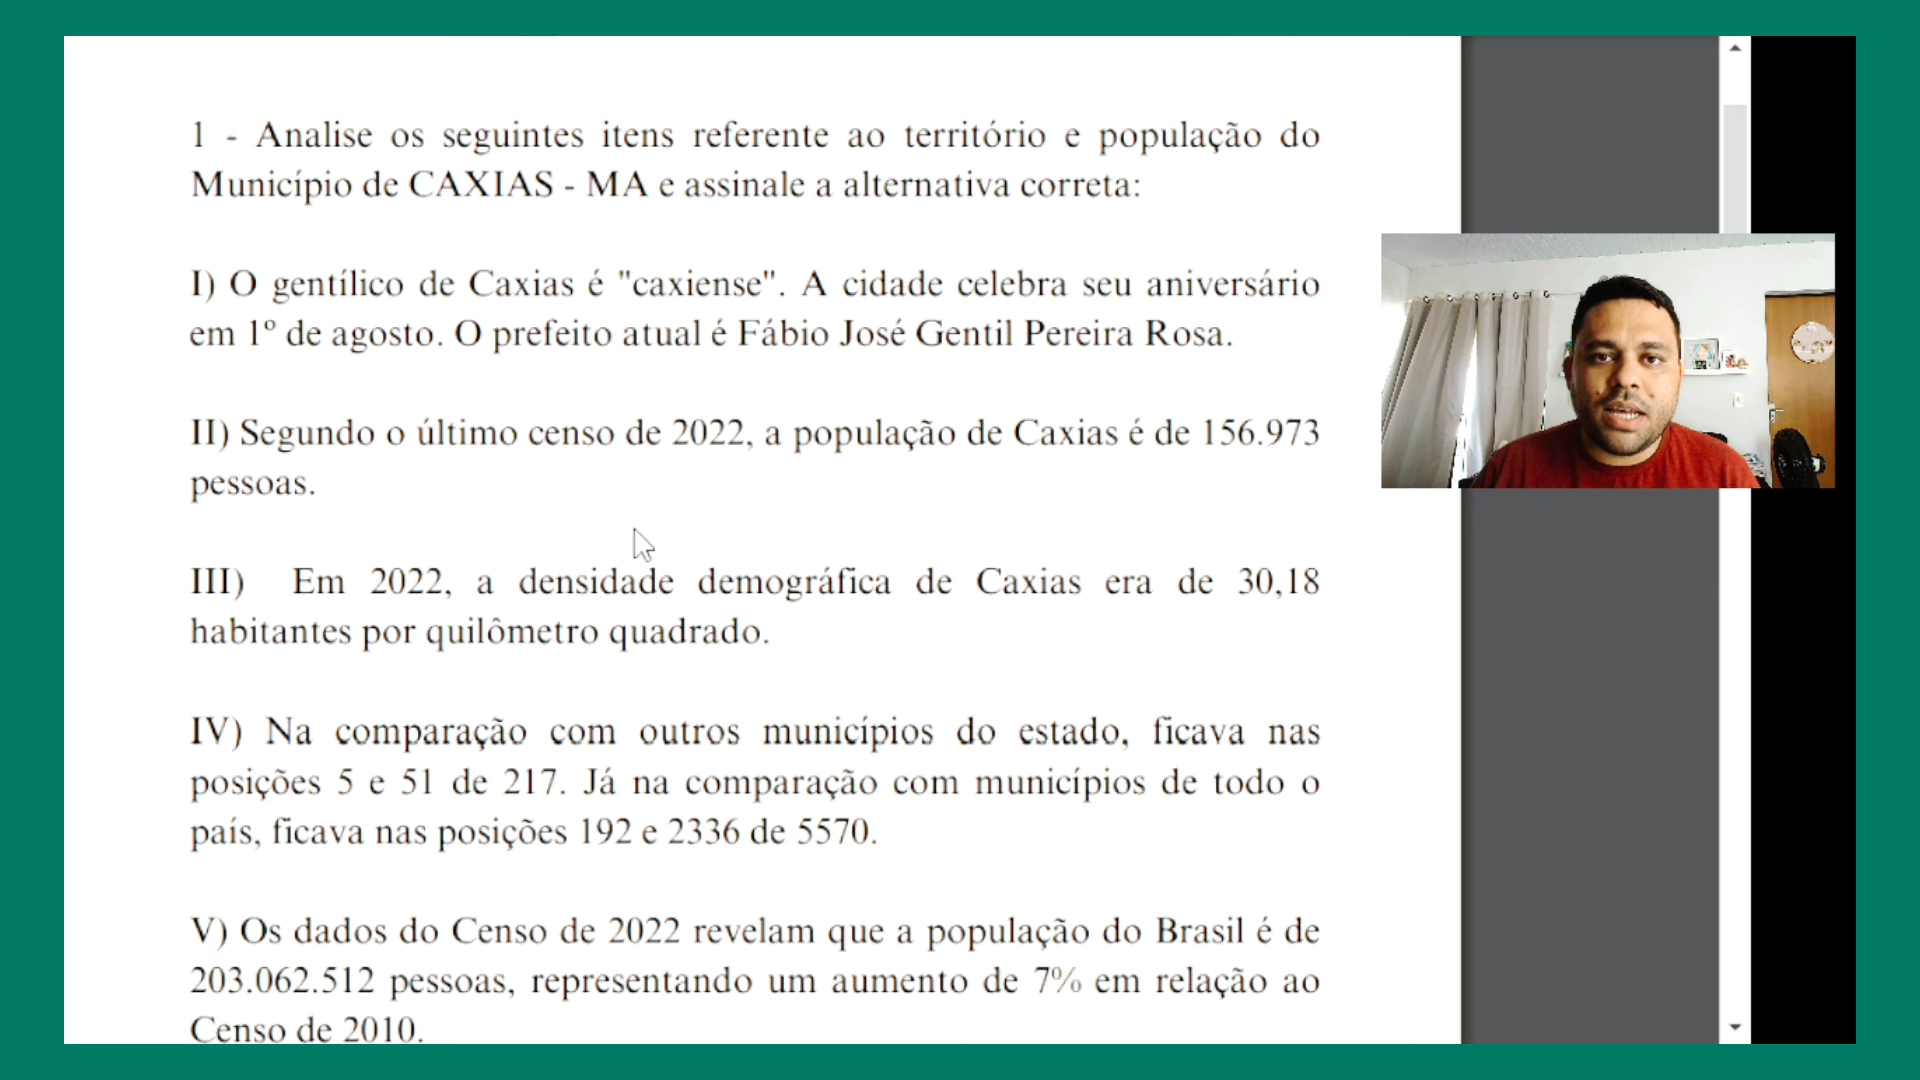 1 - Analise os seguintes itens referente ao território e população do
Município de CAXIAS - MA e assinale a alternativa correta:
I) O gentílico de Caxias é "caxiense". A cidade celebra seu aniversário
em 1º de agosto. O prefeito atual é Fábio José Gentil Pereira Rosa.
II) Segundo o último censo de 2022, a população de Caxias é de 156.973
pessoas.
III) Em 2022, a densidade demográfica de Caxias era de 30,18
habitantes por quilômetro quadrado.
IV) Na comparação com outros municípios do estado, ficava nas
posições 5 e 51 de 217. Já na comparação com municípios de todo o
país, ficava nas posições 192 e 2336 de 5570.
V) Os dados do Censo de 2022 revelam que a população do Brasil é de
203.062.512 pessoas, representando um aumento de 7% em relação ao
Censo de 2010.